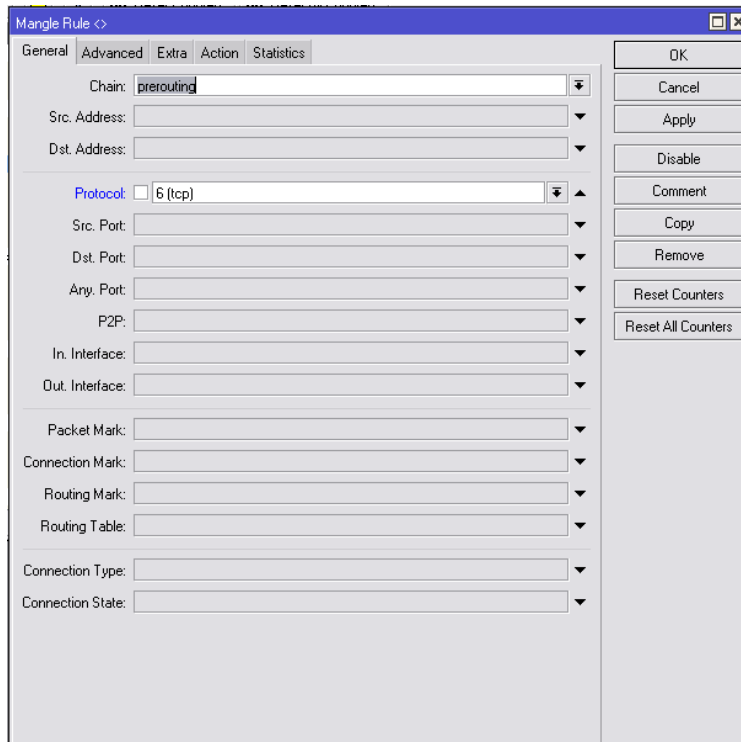 Mangle Rule <>
General Advanced Extra Action Statistics
Chain: prerouting
Src. Address:
Dst. Address:
Protocol: 6 (tcp)
Src. Port:
Dst. Port:
Any. Port:
P2P:
In. Interface:
Out. Interface:
Packet Mark:
Connection Mark:
Routing Mark:
Routing Table:
Connection Type:
Connection State:
OK
Cancel
Apply
Disable
Comment
Copy
Remove
Reset Counters
Reset All Counters